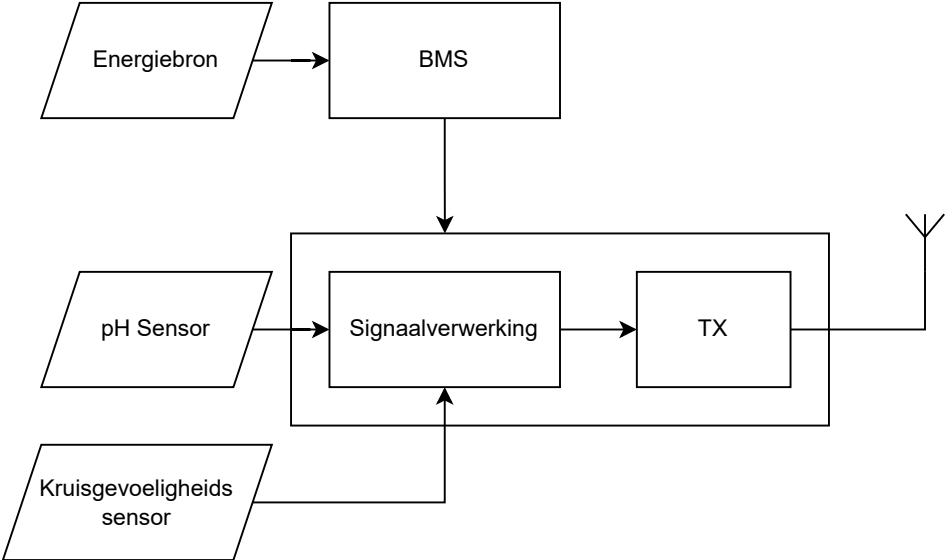 Energiebron
BMS
pH Sensor
Signaalverwerking
TX
Kruisgevoeligheids
sensor